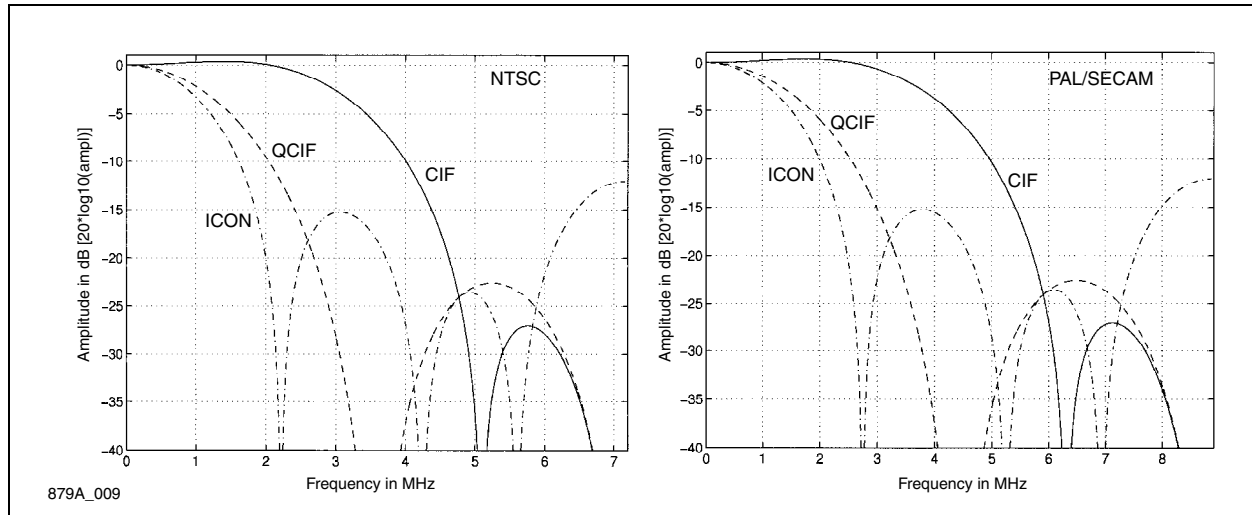 NTSC
QCIF
CIF
ICON
Amplitude in dB [20*log10(ampl)]
0
-5
-10
-15
-20
-25
-30
-35
-40
0 1 2 3 4 5 6 7
Frequency in MHz
PAL/SECAM
QCIF
ICON
CIF
Amplitude in dB [20*log10(ampl)]
0
-5
-10
-15
-20
-25
-30
-35
-40
0 1 2 3 4 5 6 7 8
Frequency in MHz
879A_009